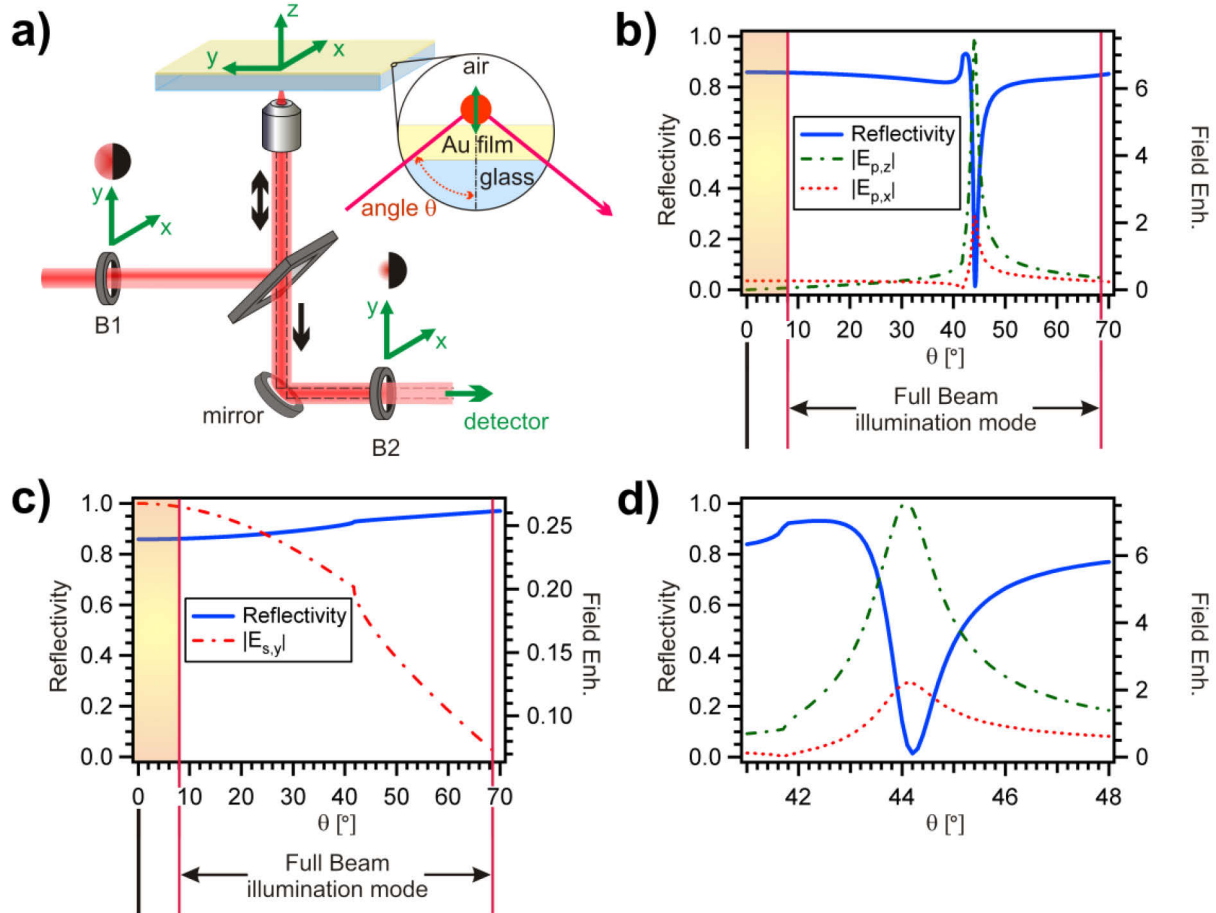 a)
z
y
x
air
Au film
glass
angle θ
y
x
B1
y
x
mirror
B2
detector
b)
1.0
0.8
0.6
0.4
0.2
0.0
Reflectivity
6
4
2
0
Field Enh.
Reflectivity
|Ep,z|
|Ep,x|
0 10 20 30 40 50 60 70
θ [°]
Full Beam
illumination mode
c)
1.0
0.8
0.6
0.4
0.2
0.0
Reflectivity
0.25
0.20
0.15
0.10
Field Enh.
Reflectivity
|Es,y|
0 10 20 30 40 50 60 70
θ [°]
Full Beam
illumination mode
d)
1.0
0.8
0.6
0.4
0.2
0.0
Reflectivity
6
4
2
0
Field Enh.
42 44 46 48
θ [°]